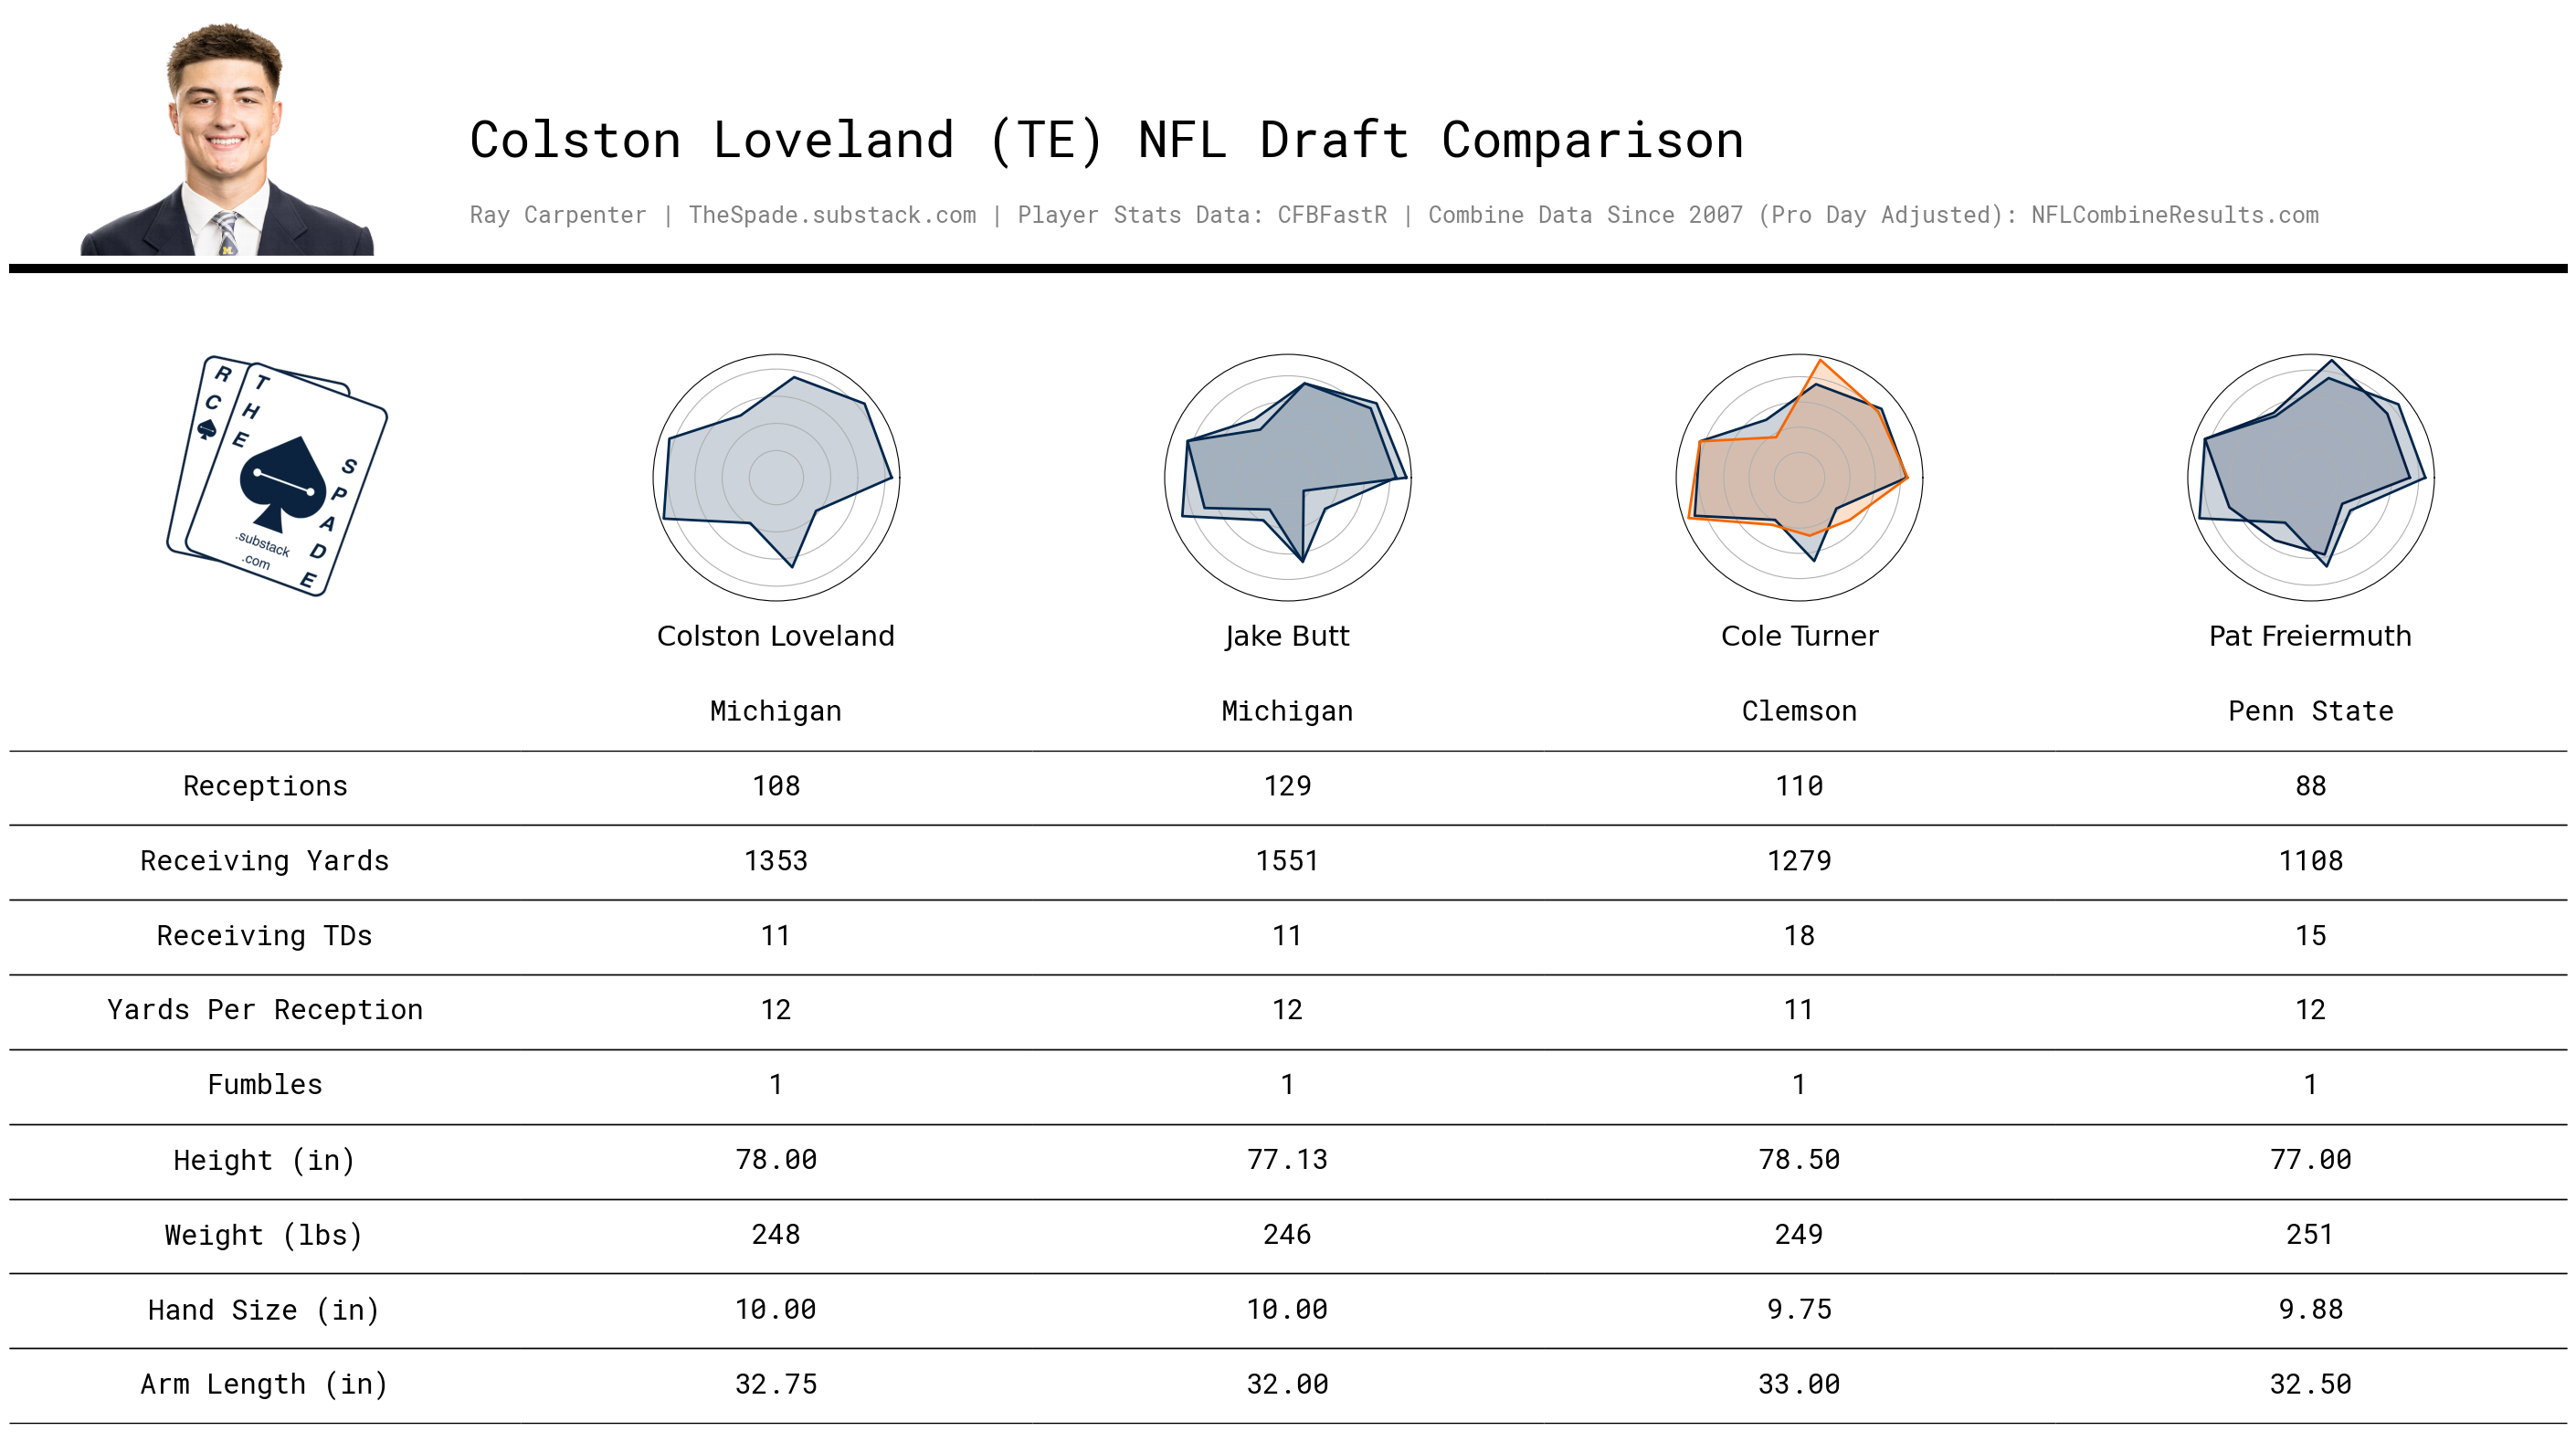 Colston Loveland (TE) NFL Draft Comparison
Ray Carpenter | TheSpade.substack.com | Player Stats Data: CFBFastR | Combine Data Since 2007 (Pro Day Adjusted): NFLCombineResults.com
R C
THE
SPADE
.substack
.com
Colston Loveland Jake Butt Cole Turner Pat Freiermuth
Michigan Michigan Clemson Penn State
Receptions 108 129 110 88
Receiving Yards 1353 1551 1279 1108
Receiving TDs 11 11 18 15
Yards Per Reception 12 12 11 12
Fumbles 1 1 1 1
Height (in) 78.00 77.13 78.50 77.00
Weight (lbs) 248 246 249 251
Hand Size (in) 10.00 10.00 9.75 9.88
Arm Length (in) 32.75 32.00 33.00 32.50